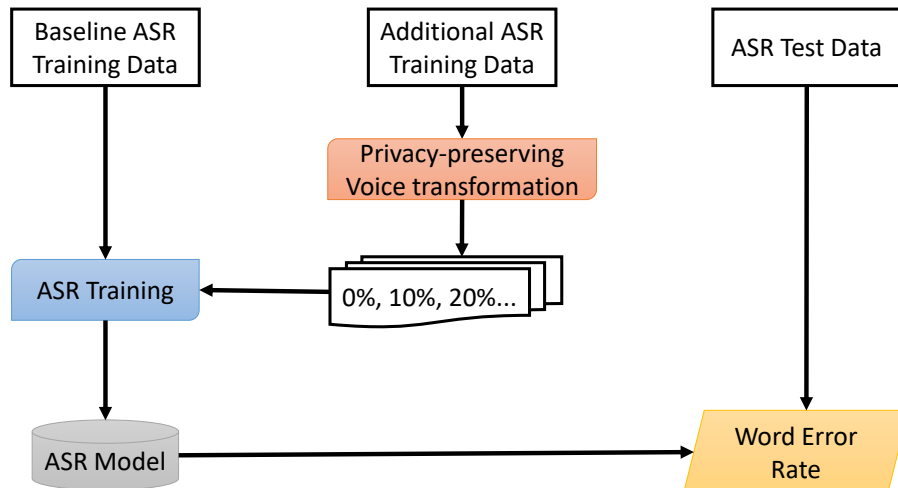 Baseline ASR
Training Data
Additional ASR
Training Data
ASR Test Data
Privacy-preserving
Voice transformation
ASR Training
0%, 10%, 20%...
ASR Model
Word Error
Rate